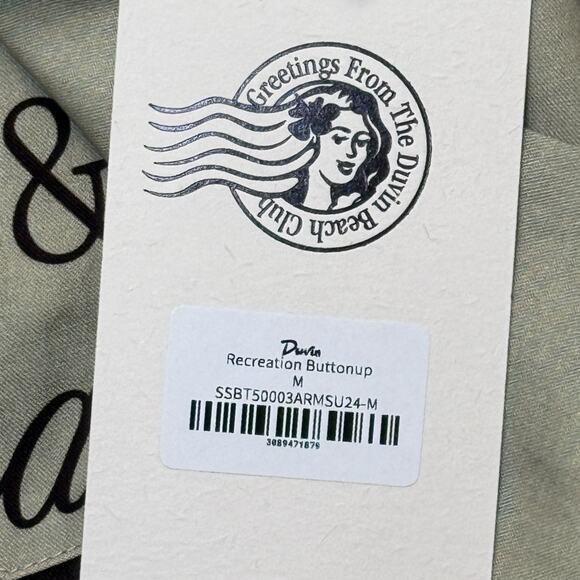 Greetings From The Duvin Beach Club
&
Duvin
Recreation Buttonup
M
SSBT50003ARMSU24-M
3089471879
a